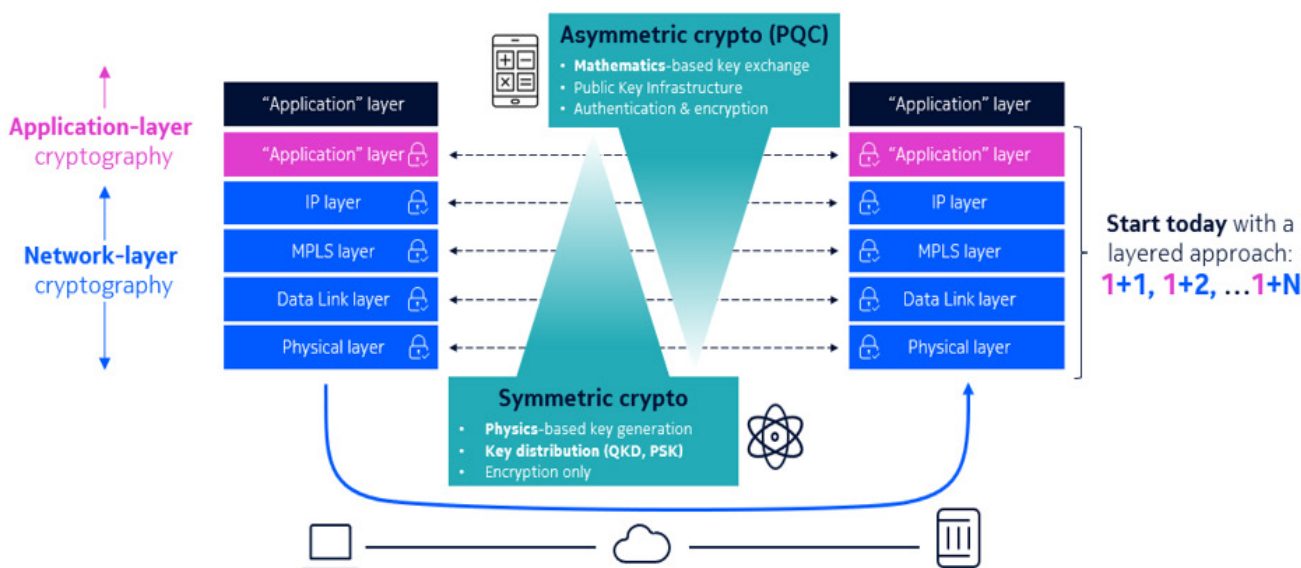 Asymmetric crypto (PQC)
• Mathematics-based key exchange
• Public Key Infrastructure
• Authentication & encryption
Application-layer
cryptography
Network-layer
cryptography
“Application” layer
“Application” layer
IP layer
MPLS layer
Data Link layer
Physical layer
“Application” layer
“Application” layer
IP layer
MPLS layer
Data Link layer
Physical layer
Start today with a
layered approach:
1+1, 1+2, ...1+N
Symmetric crypto
• Physics-based key generation
• Key distribution (QKD, PSK)
• Encryption only